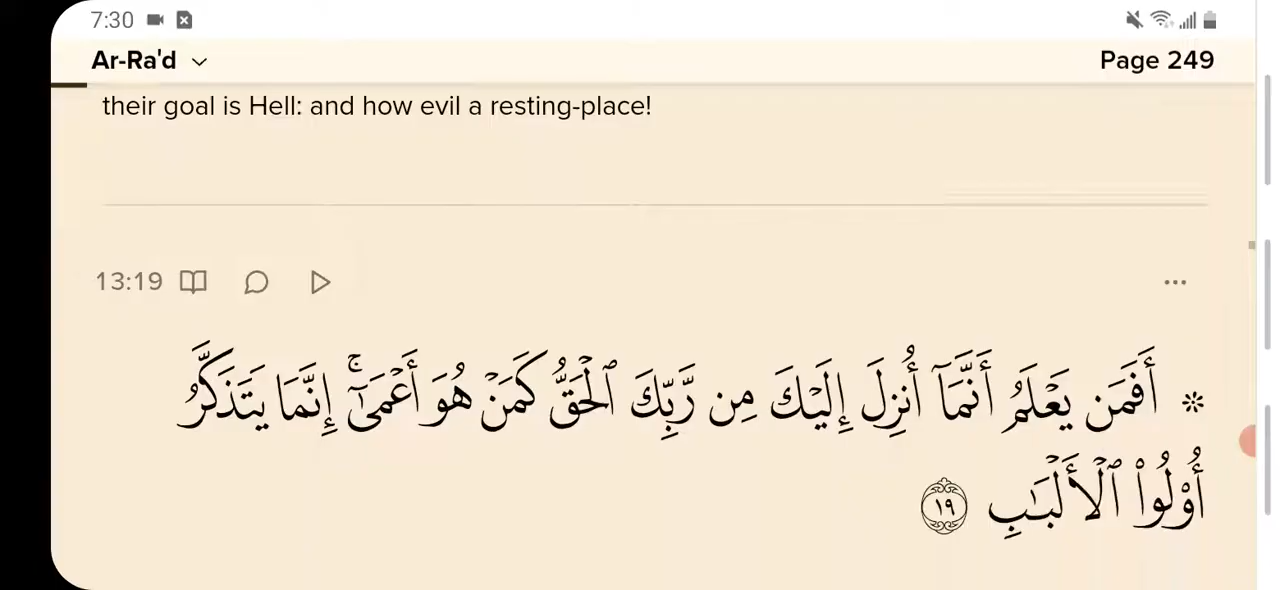 7:30
Ar-Ra'd
Page 249
their goal is Hell: and how evil a resting-place!
13:19
۞ أَفَمَن يَعْلَمُ أَنَّمَآ أُنزِلَ إِلَيْكَ مِن رَّبِّكَ ٱلْحَقُّ كَمَنْ هُوَ أَعْمَىٰٓ ۚ إِنَّمَا يَتَذَكَّرُ
أُو۟لُوا۟ ٱلْأَلْبَـٰبِ ١٩